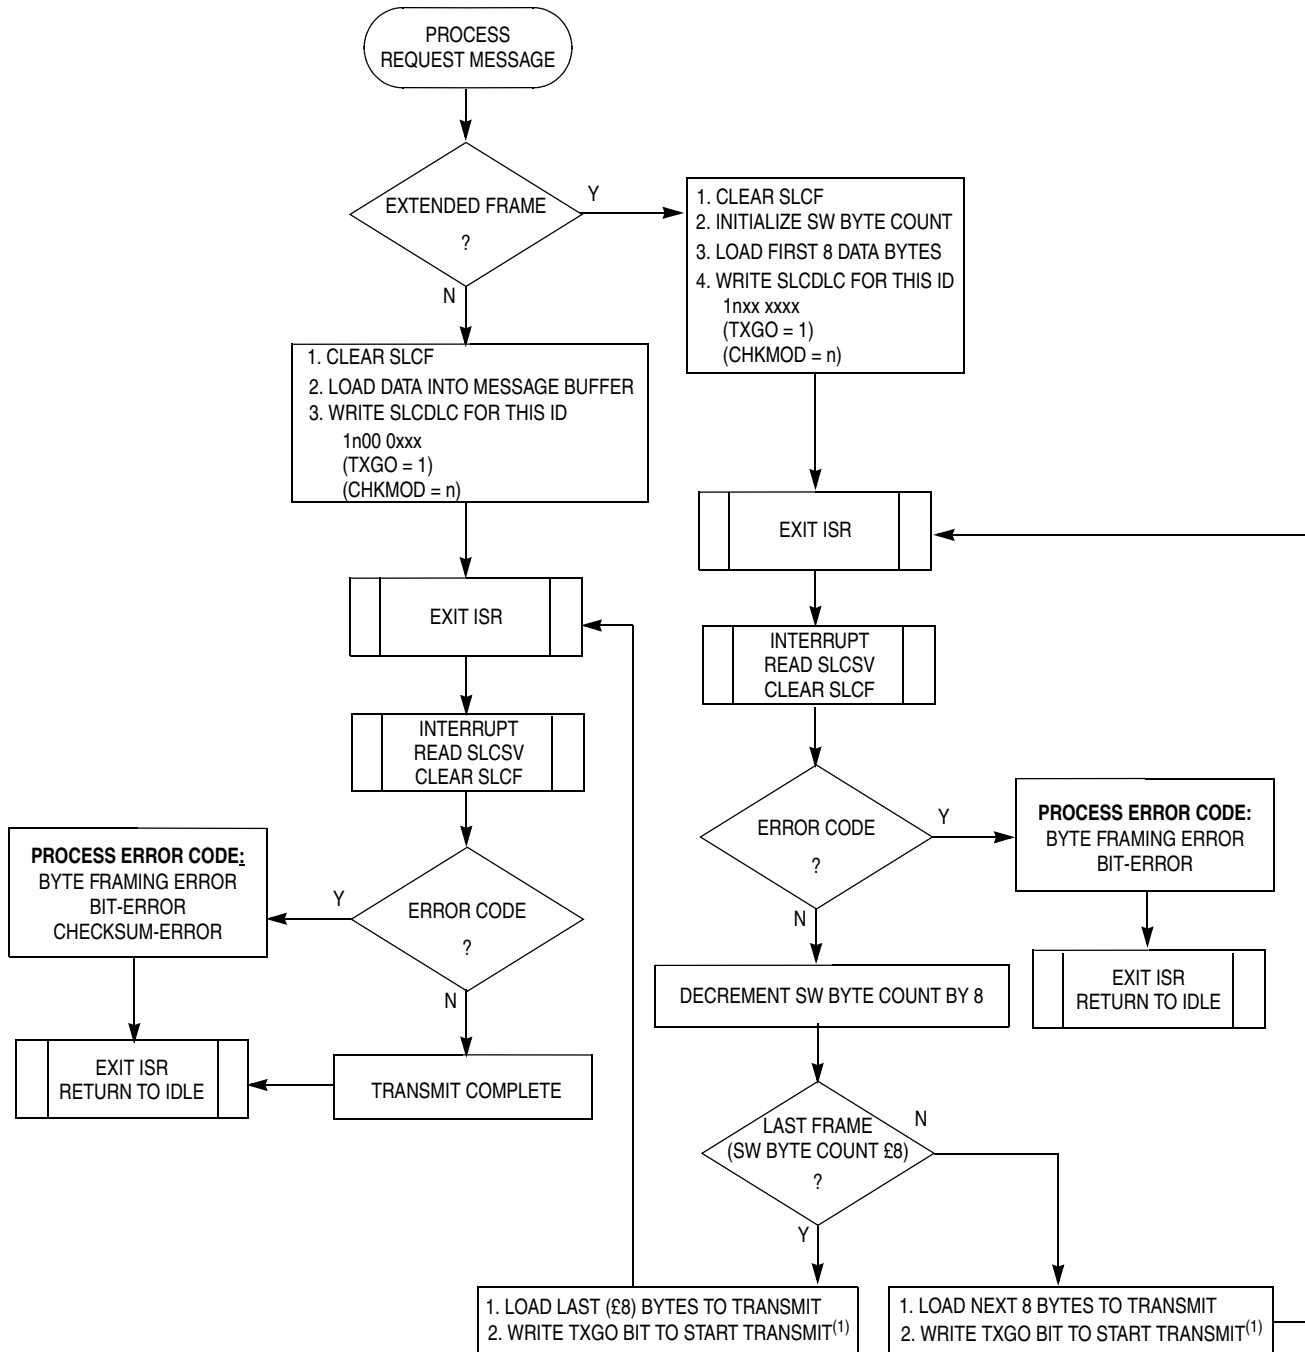 PROCESS
REQUEST MESSAGE
EXTENDED FRAME
?
Y
N
1. CLEAR SLCF
2. INITIALIZE SW BYTE COUNT
3. LOAD FIRST 8 DATA BYTES
4. WRITE SLCDLC FOR THIS ID
1nxx xxxx
(TXGO = 1)
(CHKMOD = n)
1. CLEAR SLCF
2. LOAD DATA INTO MESSAGE BUFFER
3. WRITE SLCDLC FOR THIS ID
1n00 0xxx
(TXGO = 1)
(CHKMOD = n)
EXIT ISR
EXIT ISR
INTERRUPT
READ SLCSV
CLEAR SLCF
INTERRUPT
READ SLCSV
CLEAR SLCF
ERROR CODE
?
Y
N
PROCESS ERROR CODE:
BYTE FRAMING ERROR
BIT-ERROR
PROCESS ERROR CODE:
BYTE FRAMING ERROR
BIT-ERROR
CHECKSUM-ERROR
Y
ERROR CODE
?
N
DECREMENT SW BYTE COUNT BY 8
EXIT ISR
RETURN TO IDLE
EXIT ISR
RETURN TO IDLE
TRANSMIT COMPLETE
LAST FRAME
(SW BYTE COUNT £8)
?
N
Y
1. LOAD LAST (£8) BYTES TO TRANSMIT
2. WRITE TXGO BIT TO START TRANSMIT(1)
1. LOAD NEXT 8 BYTES TO TRANSMIT
2. WRITE TXGO BIT TO START TRANSMIT(1)